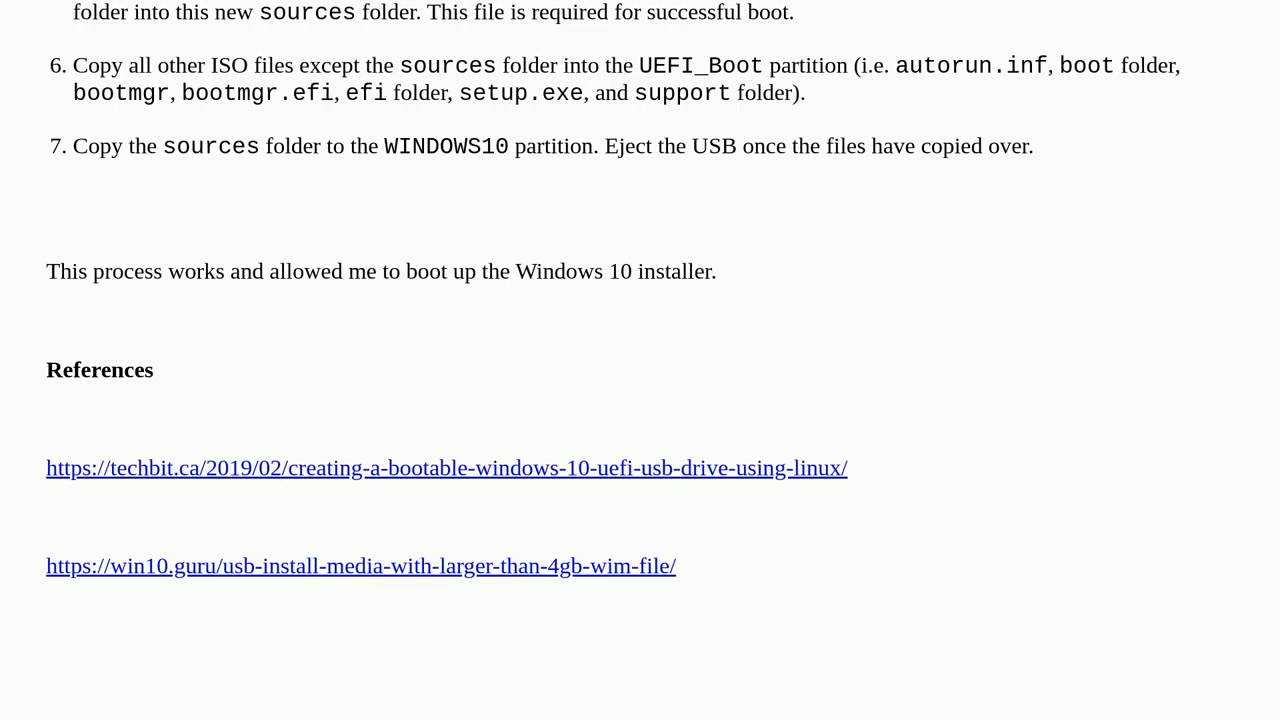 folder into this new sources folder. This file is required for successful boot.
6. Copy all other ISO files except the sources folder into the UEFI_Boot partition (i.e. autorun.inf, boot folder,
bootmgr, bootmgr.efi, efi folder, setup.exe, and support folder).
7. Copy the sources folder to the WINDOWS10 partition. Eject the USB once the files have copied over.
This process works and allowed me to boot up the Windows 10 installer.
References
https://techbit.ca/2019/02/creating-a-bootable-windows-10-uefi-usb-drive-using-linux/
https://win10.guru/usb-install-media-with-larger-than-4gb-wim-file/